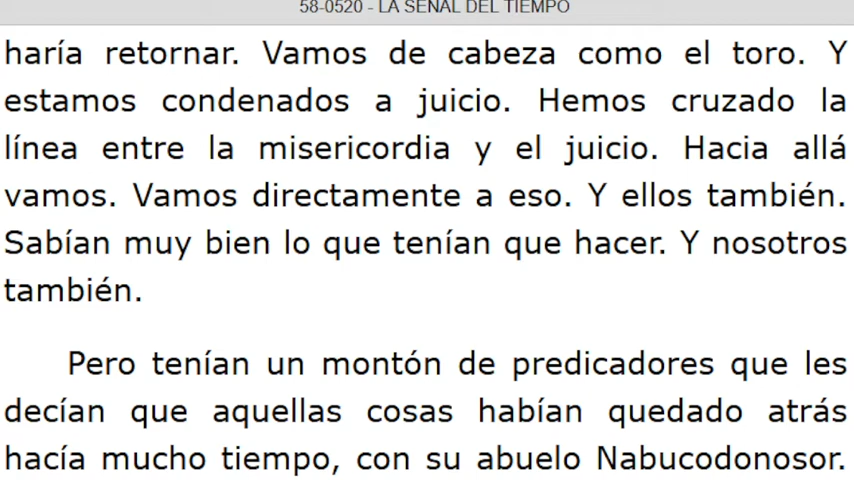 58-0520 - LA SEÑAL DEL TIEMPO
haría retornar. Vamos de cabeza como el toro. Y
estamos condenados a juicio. Hemos cruzado la
línea entre la misericordia y el juicio. Hacia allá
vamos. Vamos directamente a eso. Y ellos también.
Sabían muy bien lo que tenían que hacer. Y nosotros
también.
Pero tenían un montón de predicadores que les
decían que aquellas cosas habían quedado atrás
hacía mucho tiempo, con su abuelo Nabucodonosor.